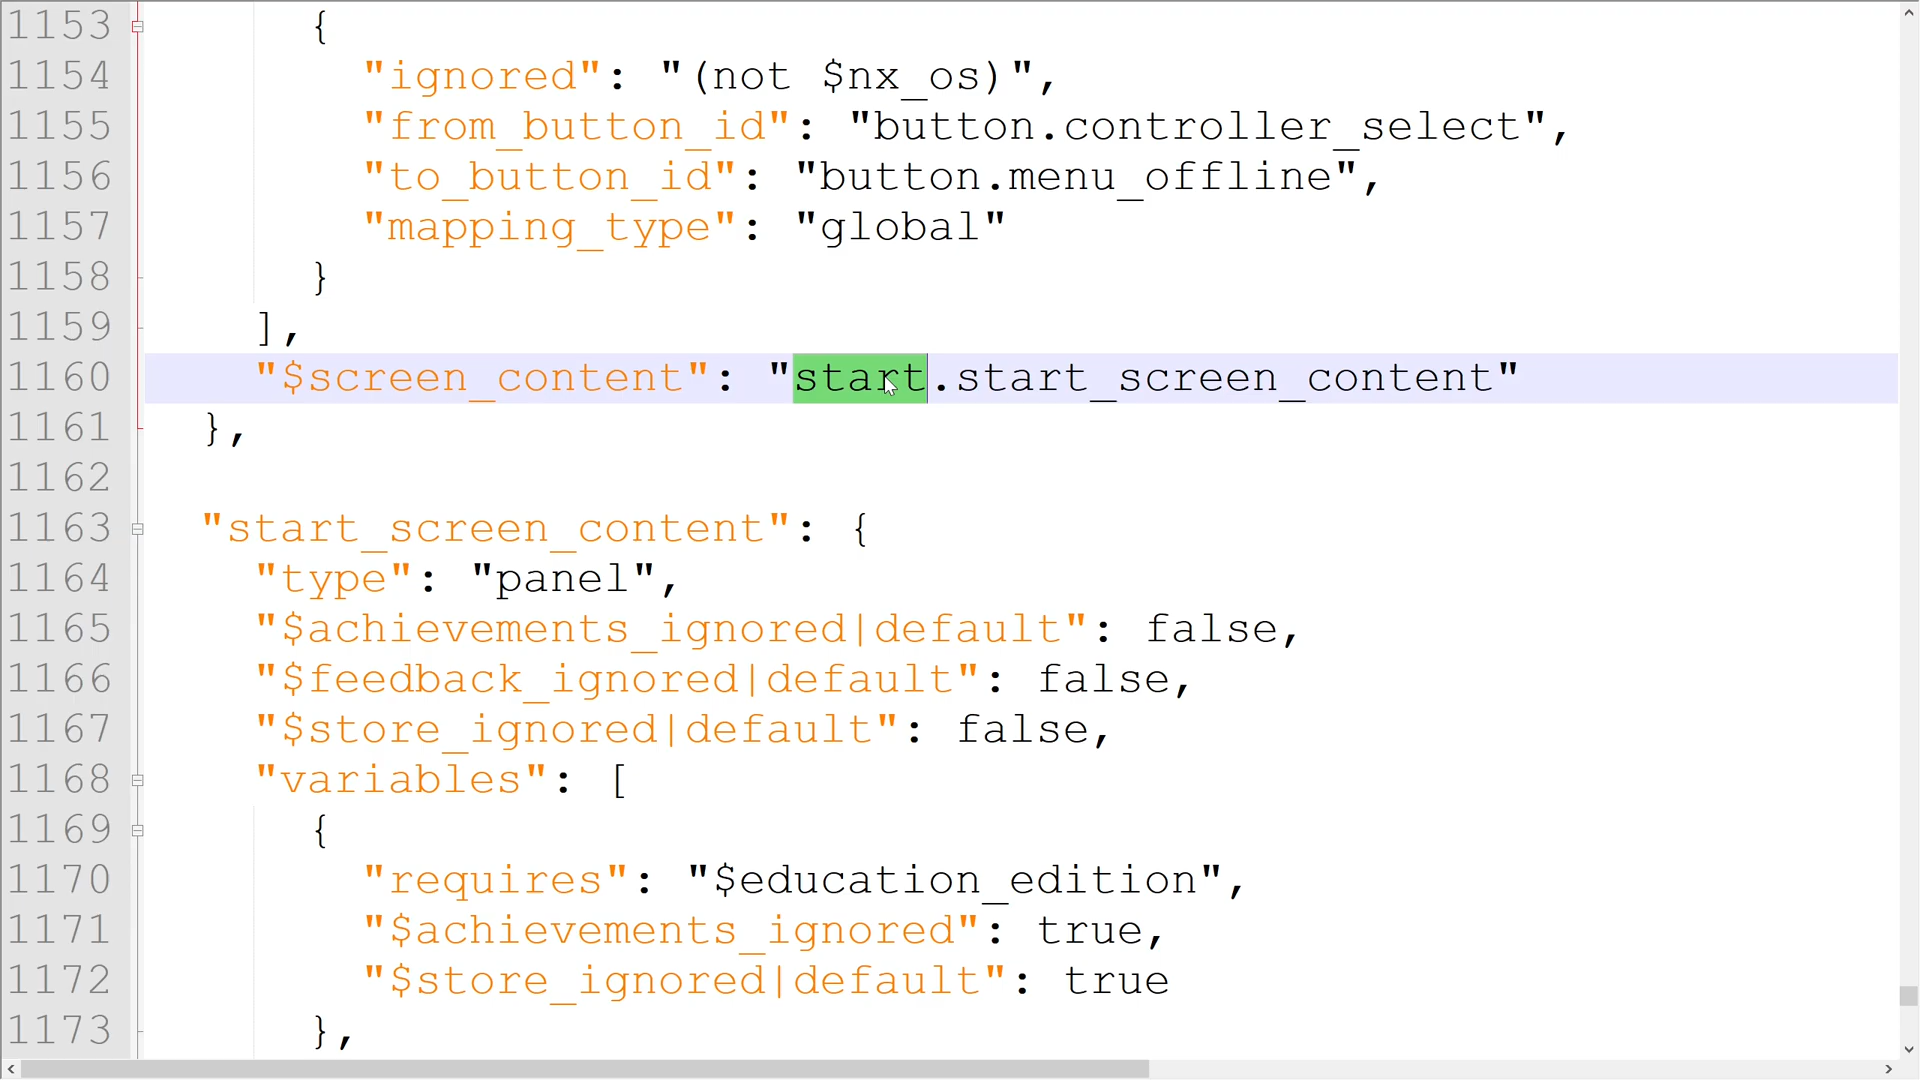 1153 {
1154 "ignored": "(not $nx_os)",
1155 "from_button_id": "button.controller_select",
1156 "to_button_id": "button.menu_offline",
1157 "mapping_type": "global"
1158 }
1159 ],
1160 "$screen_content": "start.start_screen_content"
1161 },
1162
1163 "start_screen_content": {
1164 "type": "panel",
1165 "$achievements_ignored|default": false,
1166 "$feedback_ignored|default": false,
1167 "$store_ignored|default": false,
1168 "variables": [
1169 {
1170 "requires": "$education_edition",
1171 "$achievements_ignored": true,
1172 "$store_ignored|default": true
1173 },